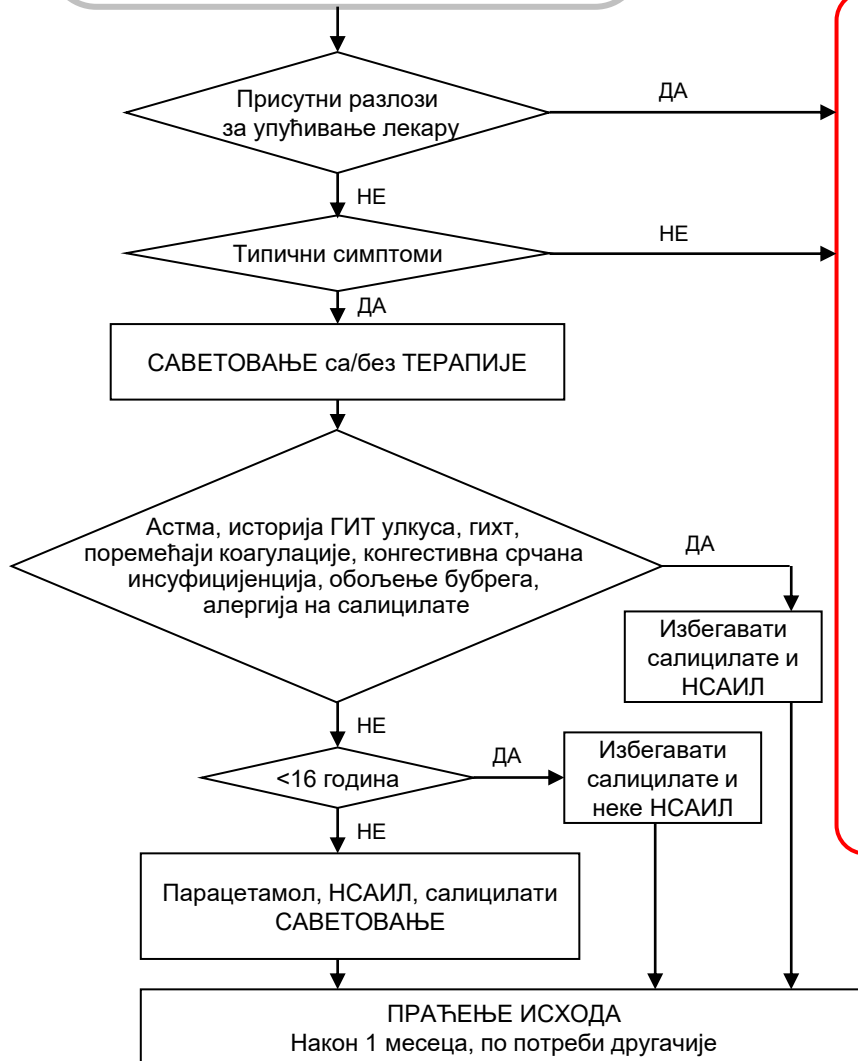 Присутни разлози
за упућивање лекару
ДА
НЕ
Типични симптоми
НЕ
ДА
САВЕТОВАЊЕ са/без ТЕРАПИЈЕ
Астма, историја ГИТ улкуса, гихт,
поремећаји коагулације, конгестивна срчана
инсуфицијенција, обољење бубрега,
алергија на салицилате
ДА
Избегавати
салицилате и
НСАИЛ
НЕ
<16 година
ДА
Избегавати
салицилате и
неке НСАИЛ
НЕ
Парацетамол, НСАИЛ, салицилати
САВЕТОВАЊЕ
ПРАЋЕЊЕ ИСХОДА
Након 1 месеца, по потреби другачије